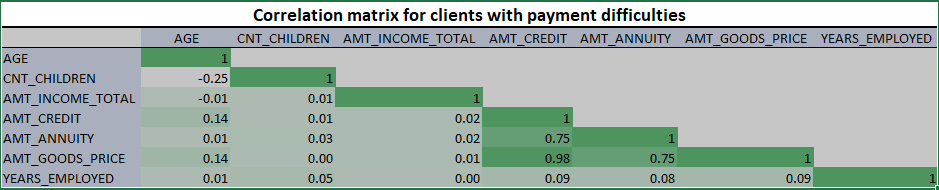 Correlation matrix for clients with payment difficulties
AGE CNT_CHILDREN AMT_INCOME_TOTAL AMT_CREDIT AMT_ANNUITY AMT_GOODS_PRICE YEARS_EMPLOYED
AGE 1
CNT_CHILDREN -0.25 1
AMT_INCOME_TOTAL -0.01 0.01 1
AMT_CREDIT 0.14 0.01 0.02 1
AMT_ANNUITY 0.01 0.03 0.02 0.75 1
AMT_GOODS_PRICE 0.14 0.00 0.01 0.98 0.75 1
YEARS_EMPLOYED 0.01 0.05 0.00 0.09 0.08 0.09 1